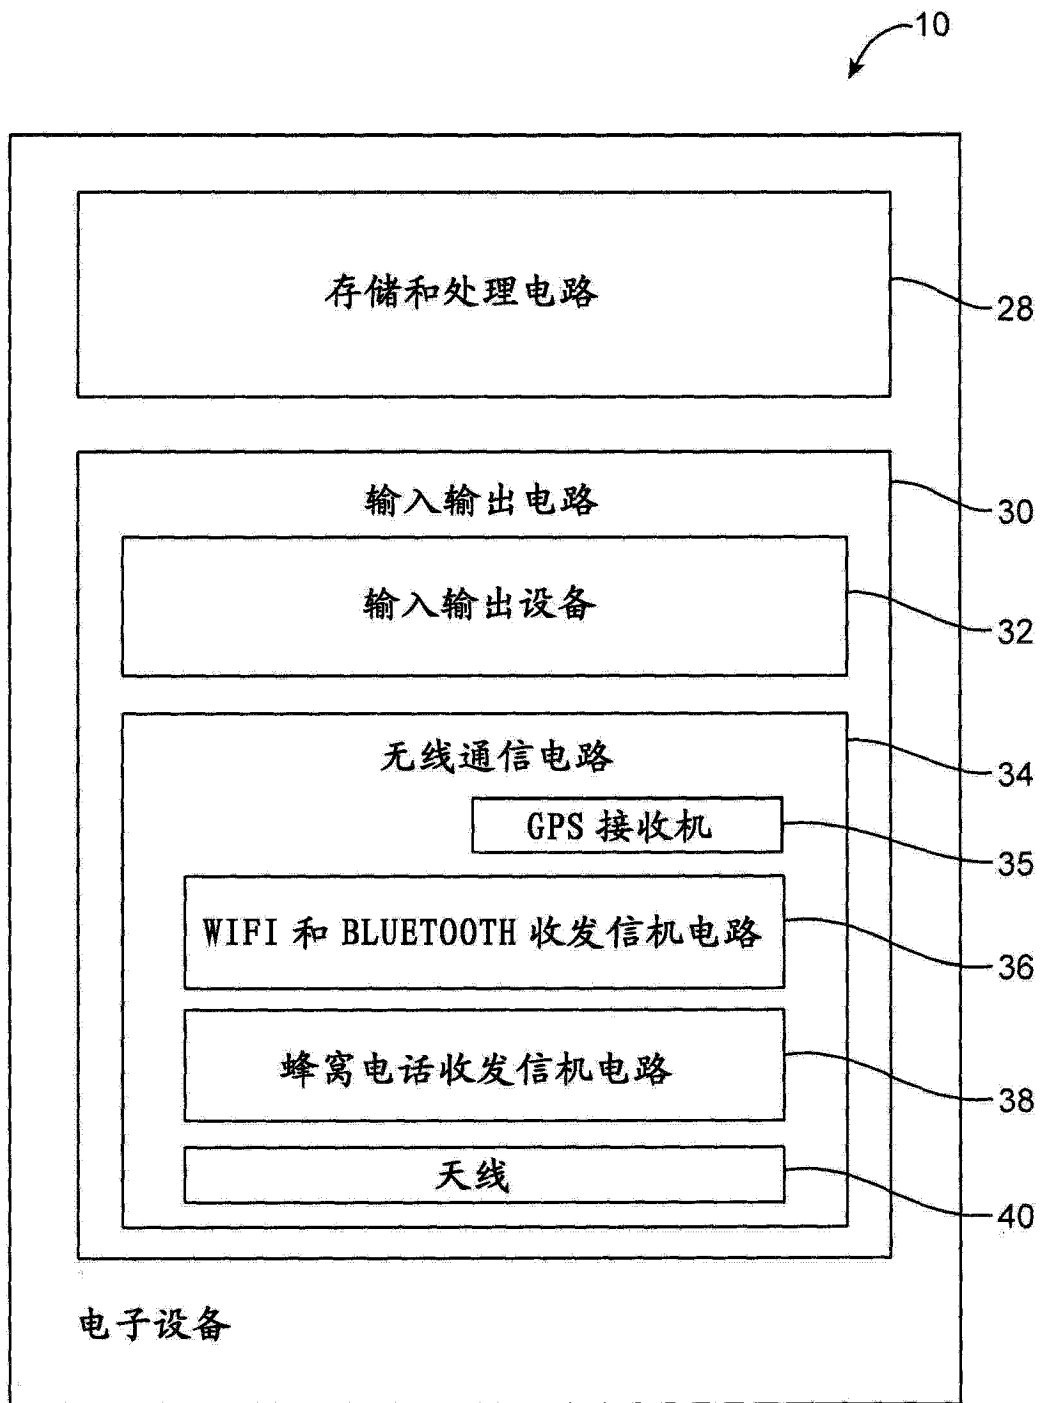 10
存储和处理电路
28
输入输出电路
30
输入输出设备
32
无线通信电路
34
GPS 接收机
35
WIFI 和 BLUETOOTH 收发信机电路
36
蜂窝电话收发信机电路
38
天线
40
电子设备